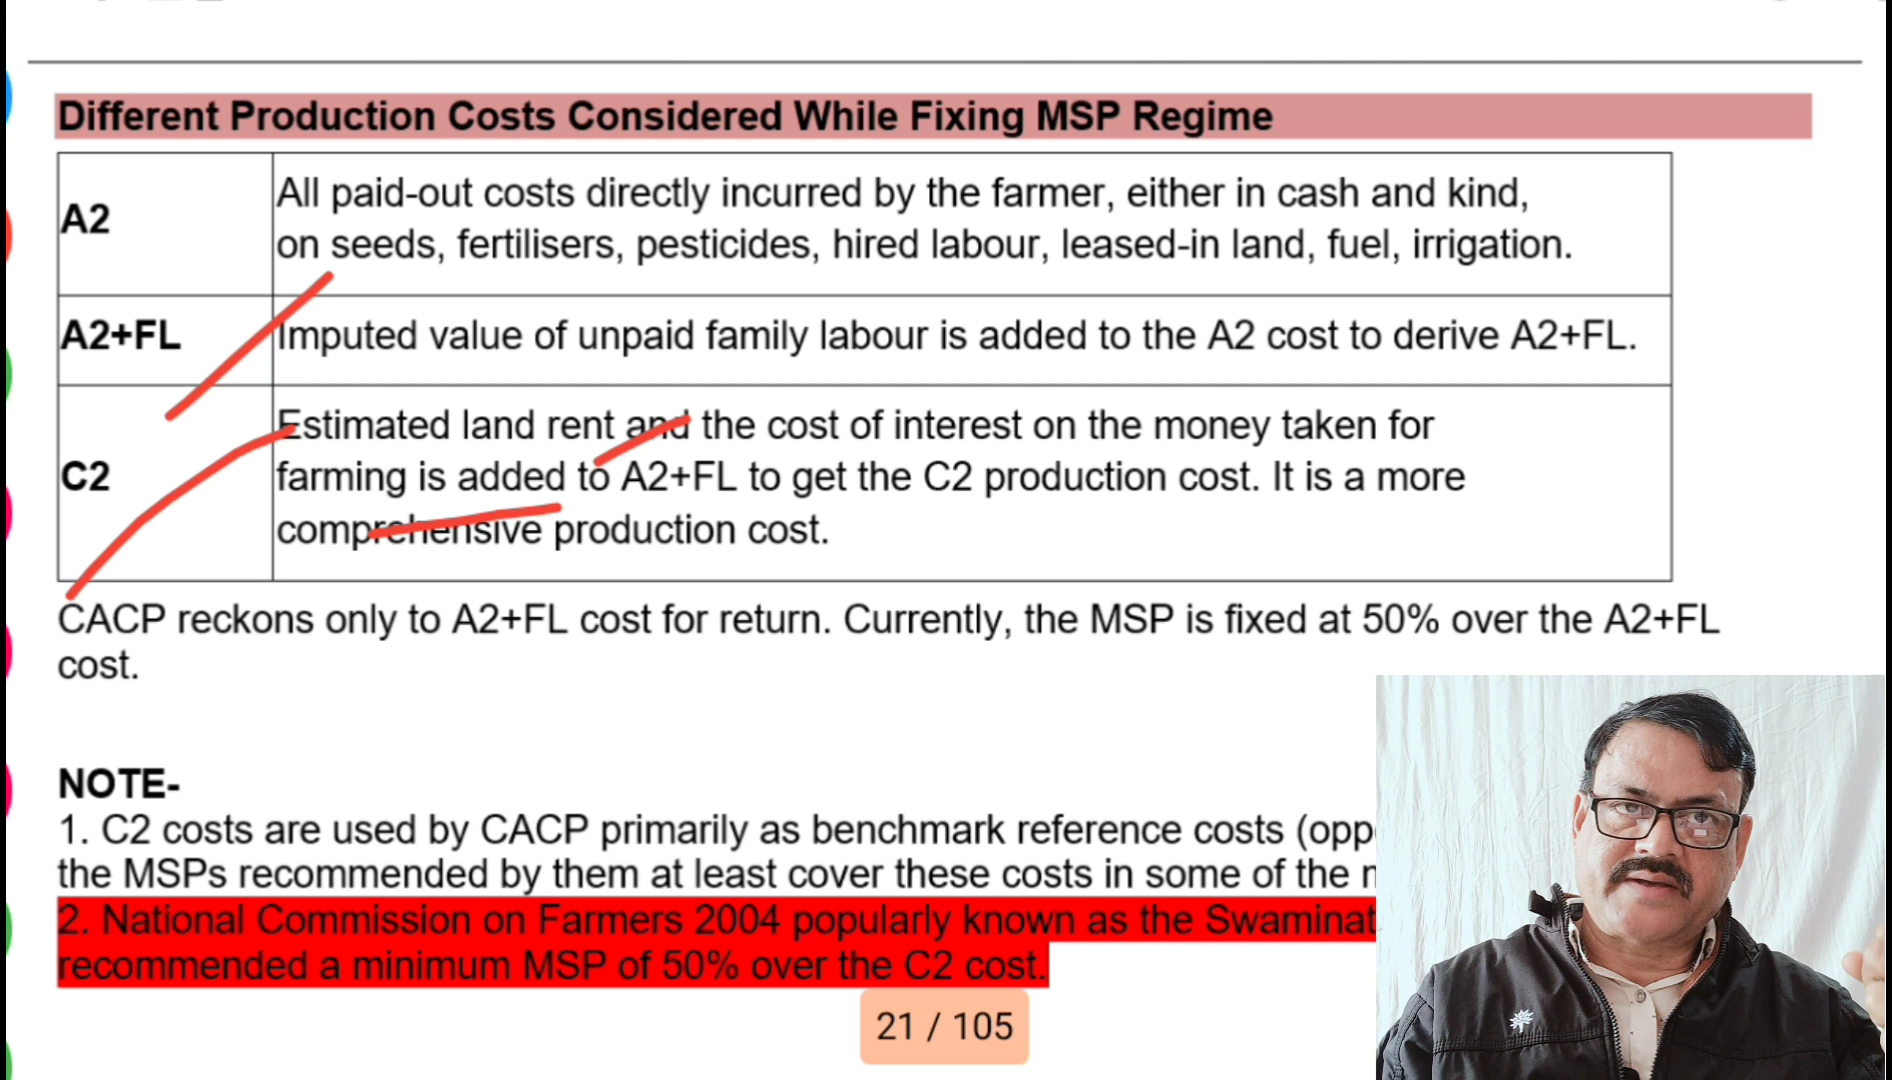 Different Production Costs Considered While Fixing MSP Regime
A2
All paid-out costs directly incurred by the farmer, either in cash and kind,
on seeds, fertilisers, pesticides, hired labour, leased-in land, fuel, irrigation.
A2+FL
Imputed value of unpaid family labour is added to the A2 cost to derive A2+FL.
C2
Estimated land rent and the cost of interest on the money taken for
farming is added to A2+FL to get the C2 production cost. It is a more
comprehensive production cost.
CACP reckons only to A2+FL cost for return. Currently, the MSP is fixed at 50% over the A2+FL
cost.
NOTE-
1. C2 costs are used by CACP primarily as benchmark reference costs
the MSPs recommended by them at least cover these costs in some of the
2. National Commission on Farmers 2004 popularly known as the
recommended a minimum MSP of 50% over the C2 cost.
21 / 105